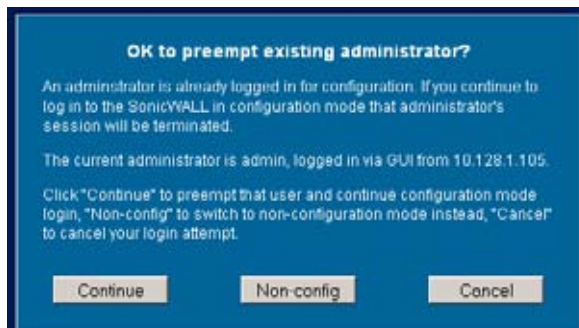 OK to preempt existing administrator?
An adminstrator is already logged in for configuration. If you continue to
log in to the SonicWALL in configuration mode that administrator's
session will be terminated.
The current administrator is admin, logged in via GUI from 10.128.1.105.
Click "Continue" to preempt that user and continue configuration mode
login, "Non-config" to switch to non-configuration mode instead, "Cancel"
to cancel your login attempt.
Continue
Non-config
Cancel